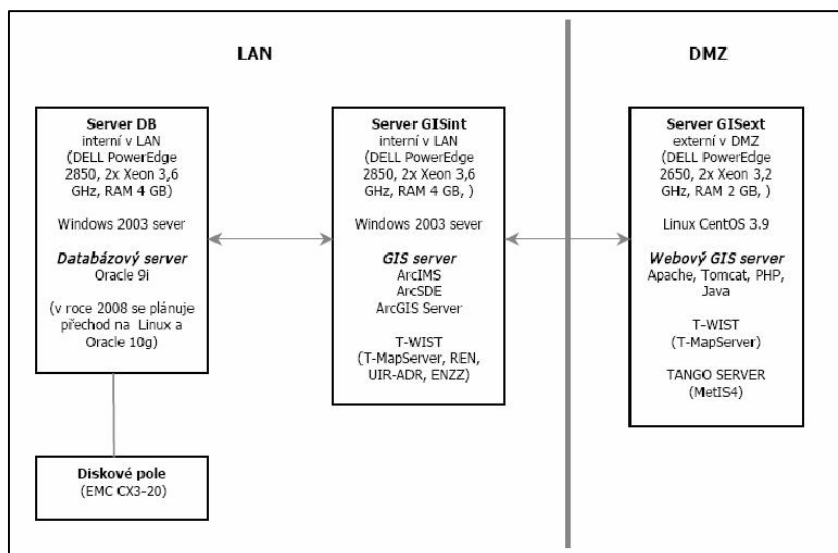 LAN
DMZ
Server DB
interní v LAN
(DELL PowerEdge
2850, 2x Xeon 3,6
GHz, RAM 4 GB)
Windows 2003 sever
Databázový server
Oracle 9i
(v roce 2008 se plánuje
přechod na Linux a
Oracle 10g)
Diskové pole
(EMC CX3-20)
Server GISint
interní v LAN
(DELL PowerEdge
2850, 2x Xeon 3,6
GHz, RAM 4 GB, )
Windows 2003 sever
GIS server
ArcIMS
ArcSDE
ArcGIS Server
T-WIST
(T-MapServer, REN,
UIR-ADR, ENZZ)
Server GISext
externí v DMZ
(DELL PowerEdge
2650, 2x Xeon 3,2
GHz, RAM 2 GB, )
Linux CentOS 3.9
Webový GIS server
Apache, Tomcat, PHP,
Java
T-WIST
(T-MapServer)
TANGO SERVER
(MetIS4)